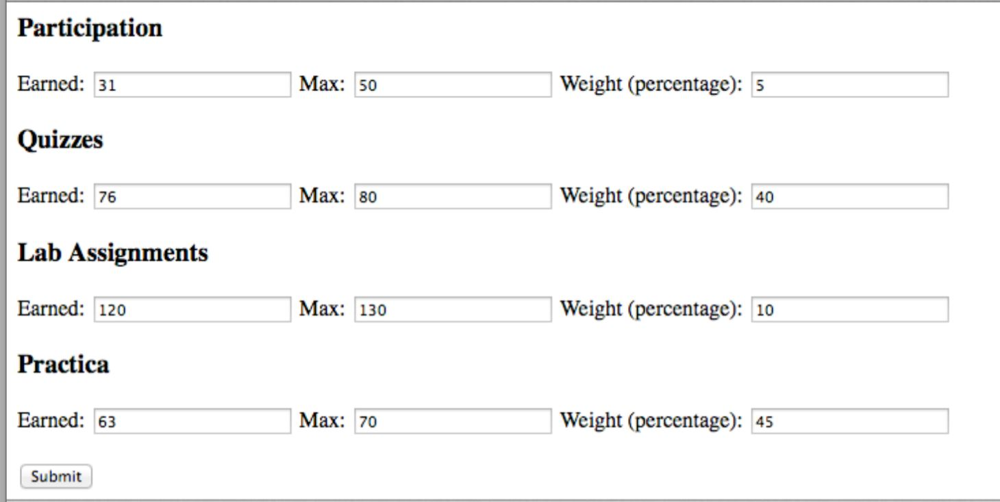 Participation
Earned: 31 Max: 50 Weight (percentage): 5
Quizzes
Earned: 76 Max: 80 Weight (percentage): 40
Lab Assignments
Earned: 120 Max: 130 Weight (percentage): 10
Practica
Earned: 63 Max: 70 Weight (percentage): 45
Submit